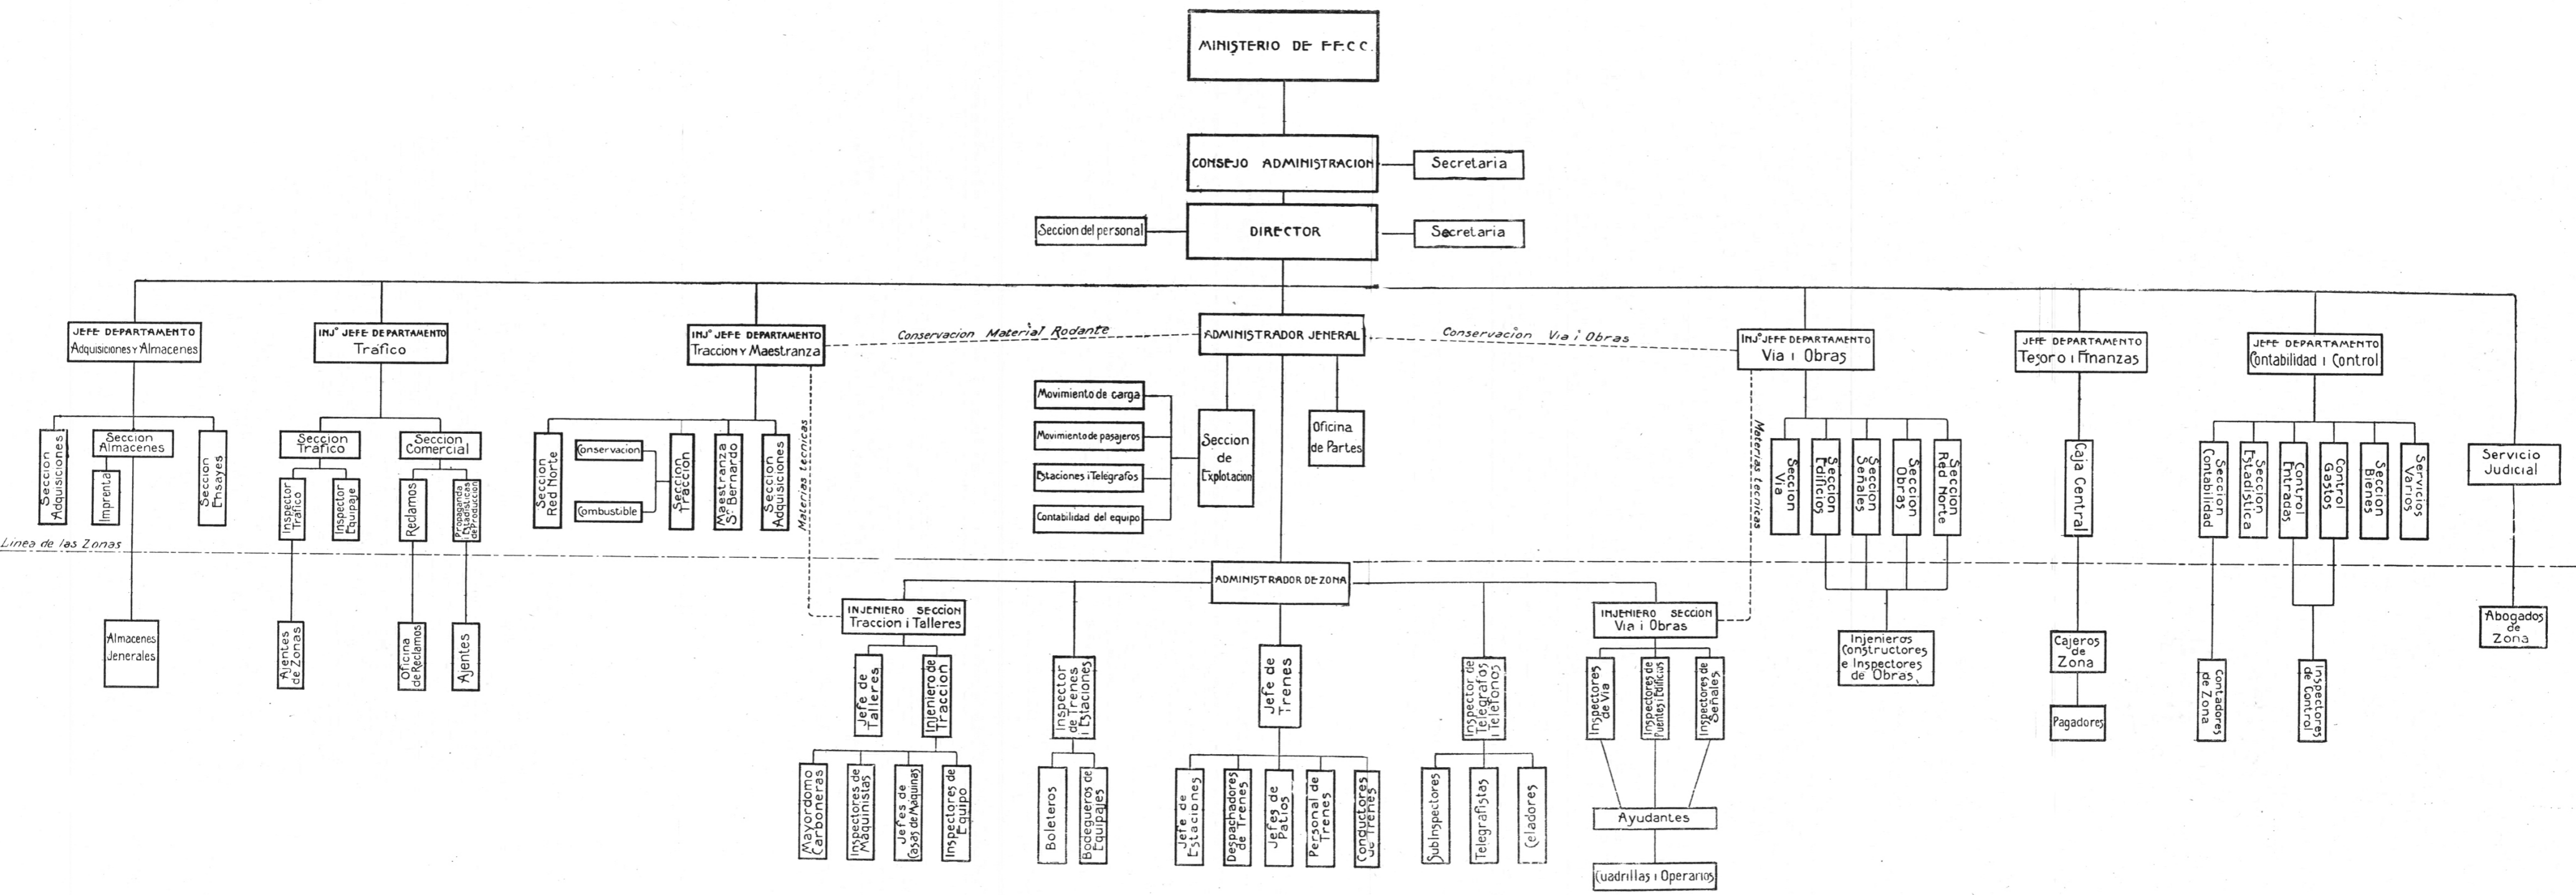 MINISTERIO DE FF.CC.
CONSEJO ADMINISTRACION
Secretaria
Seccion del personal
DIRECTOR
Secretaria
JEFE DEPARTAMENTO
Adquisiciones Y Almacenes
INJº JEFE DEPARTAMENTO
Tráfico
INJº JEFE DEPARTAMENTO
Traccion Y Maestranza
Conservacion Material Rodante
ADMINISTRADOR JENERAL
Conservacion Via i Obras
INJº JEFE DEPARTAMENTO
Via i Obras
JEFE DEPARTAMENTO
Tesoro i Finanzas
JEFE DEPARTAMENTO
Contabilidad i Control
Seccion
Adquisiciones
Seccion
Almacenes
Imprenta
Seccion
Ensayes
Seccion
Trafico
Inspector
Trafico
Inspector
Equipaje
Seccion
Comercial
Reclamos
Propaganda
i Estadisticas
de Produccion
Seccion
Red Norte
Conservacion
Combustible
Seccion
Traccion
Maestranza
Sn Bernardo
Seccion
Adquisiciones
Materias tecnicas
Movimiento de carga
Movimiento de pasajeros
Estaciones i Telégrafos
Contabilidad del equipo
Seccion
de
Explotacion
Oficina
de Partes
Materias tecnicas
Seccion
Via
Seccion
Edificios
Seccion
Señales
Seccion
Obras
Seccion
Red Norte
Caja Central
Seccion
Contabilidad
Seccion
Estadistica
Control
Entradas
Control
Gastos
Seccion
Bienes
Servicios
Varios
Servicio
Judicial
Linea de las Zonas
Almacenes
Jenerales
Ajentes
de Zonas
Oficina
de Reclamos
Ajentes
ADMINISTRADOR DE ZONA
INJENIERO SECCION
Traccion i Talleres
INJENIERO SECCION
Via i Obras
Injenieros
Constructores
e Inspectores
de Obras.
Cajeros
de
Zona
Pagadores
Contadores
de Zona
Inspectores
de Control
Abogados
de
Zona
Jefe de
Talleres
Injeniero de
Traccion
Inspector
de Trenes
i Estaciones
Jefe de
Trenes
Inspector de
Telégrafos
i Teléfonos
Inspectores
de Via
Inspectores de
Puentes i Edificios
Inspectores de
Señales
Mayordomo
Carboneras
Inspectores de
Maquinistas
Jefes de
Casas de Máquinas
Inspectores de
Equipo
Boleteros
Bodegueros de
Equipajes
Jefe de
Estaciones
Despachadores
de Trenes
Jefes de
Patios
Personal de
Trenes
Conductores
de Trenes
SubInspectores
Telegrafistas
Celadores
Ayudantes
Cuadrillas i Operarios